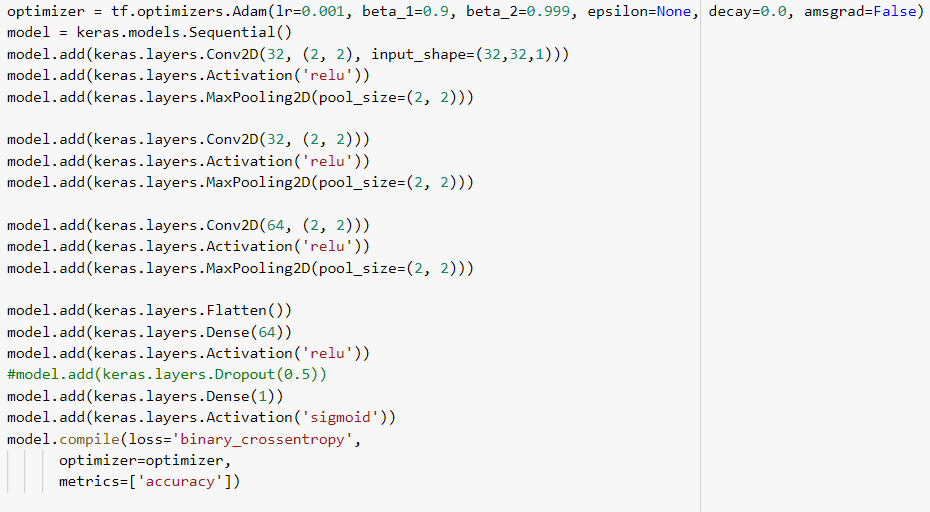 optimizer = tf.optimizers.Adam(lr=0.001, beta_1=0.9, beta_2=0.999, epsilon=None, decay=0.0, amsgrad=False)
model = keras.models.Sequential()
model.add(keras.layers.Conv2D(32, (2, 2), input_shape=(32,32,1)))
model.add(keras.layers.Activation('relu'))
model.add(keras.layers.MaxPooling2D(pool_size=(2, 2)))

model.add(keras.layers.Conv2D(32, (2, 2)))
model.add(keras.layers.Activation('relu'))
model.add(keras.layers.MaxPooling2D(pool_size=(2, 2)))

model.add(keras.layers.Conv2D(64, (2, 2)))
model.add(keras.layers.Activation('relu'))
model.add(keras.layers.MaxPooling2D(pool_size=(2, 2)))

model.add(keras.layers.Flatten())
model.add(keras.layers.Dense(64))
model.add(keras.layers.Activation('relu'))
#model.add(keras.layers.Dropout(0.5))
model.add(keras.layers.Dense(1))
model.add(keras.layers.Activation('sigmoid'))
model.compile(loss='binary_crossentropy',
      optimizer=optimizer,
      metrics=['accuracy'])